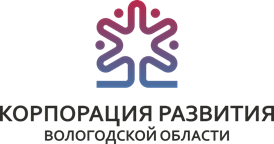 КОРПОРАЦИЯ РАЗВИТИЯ
ВОЛОГОДСКОЙ ОБЛАСТИ